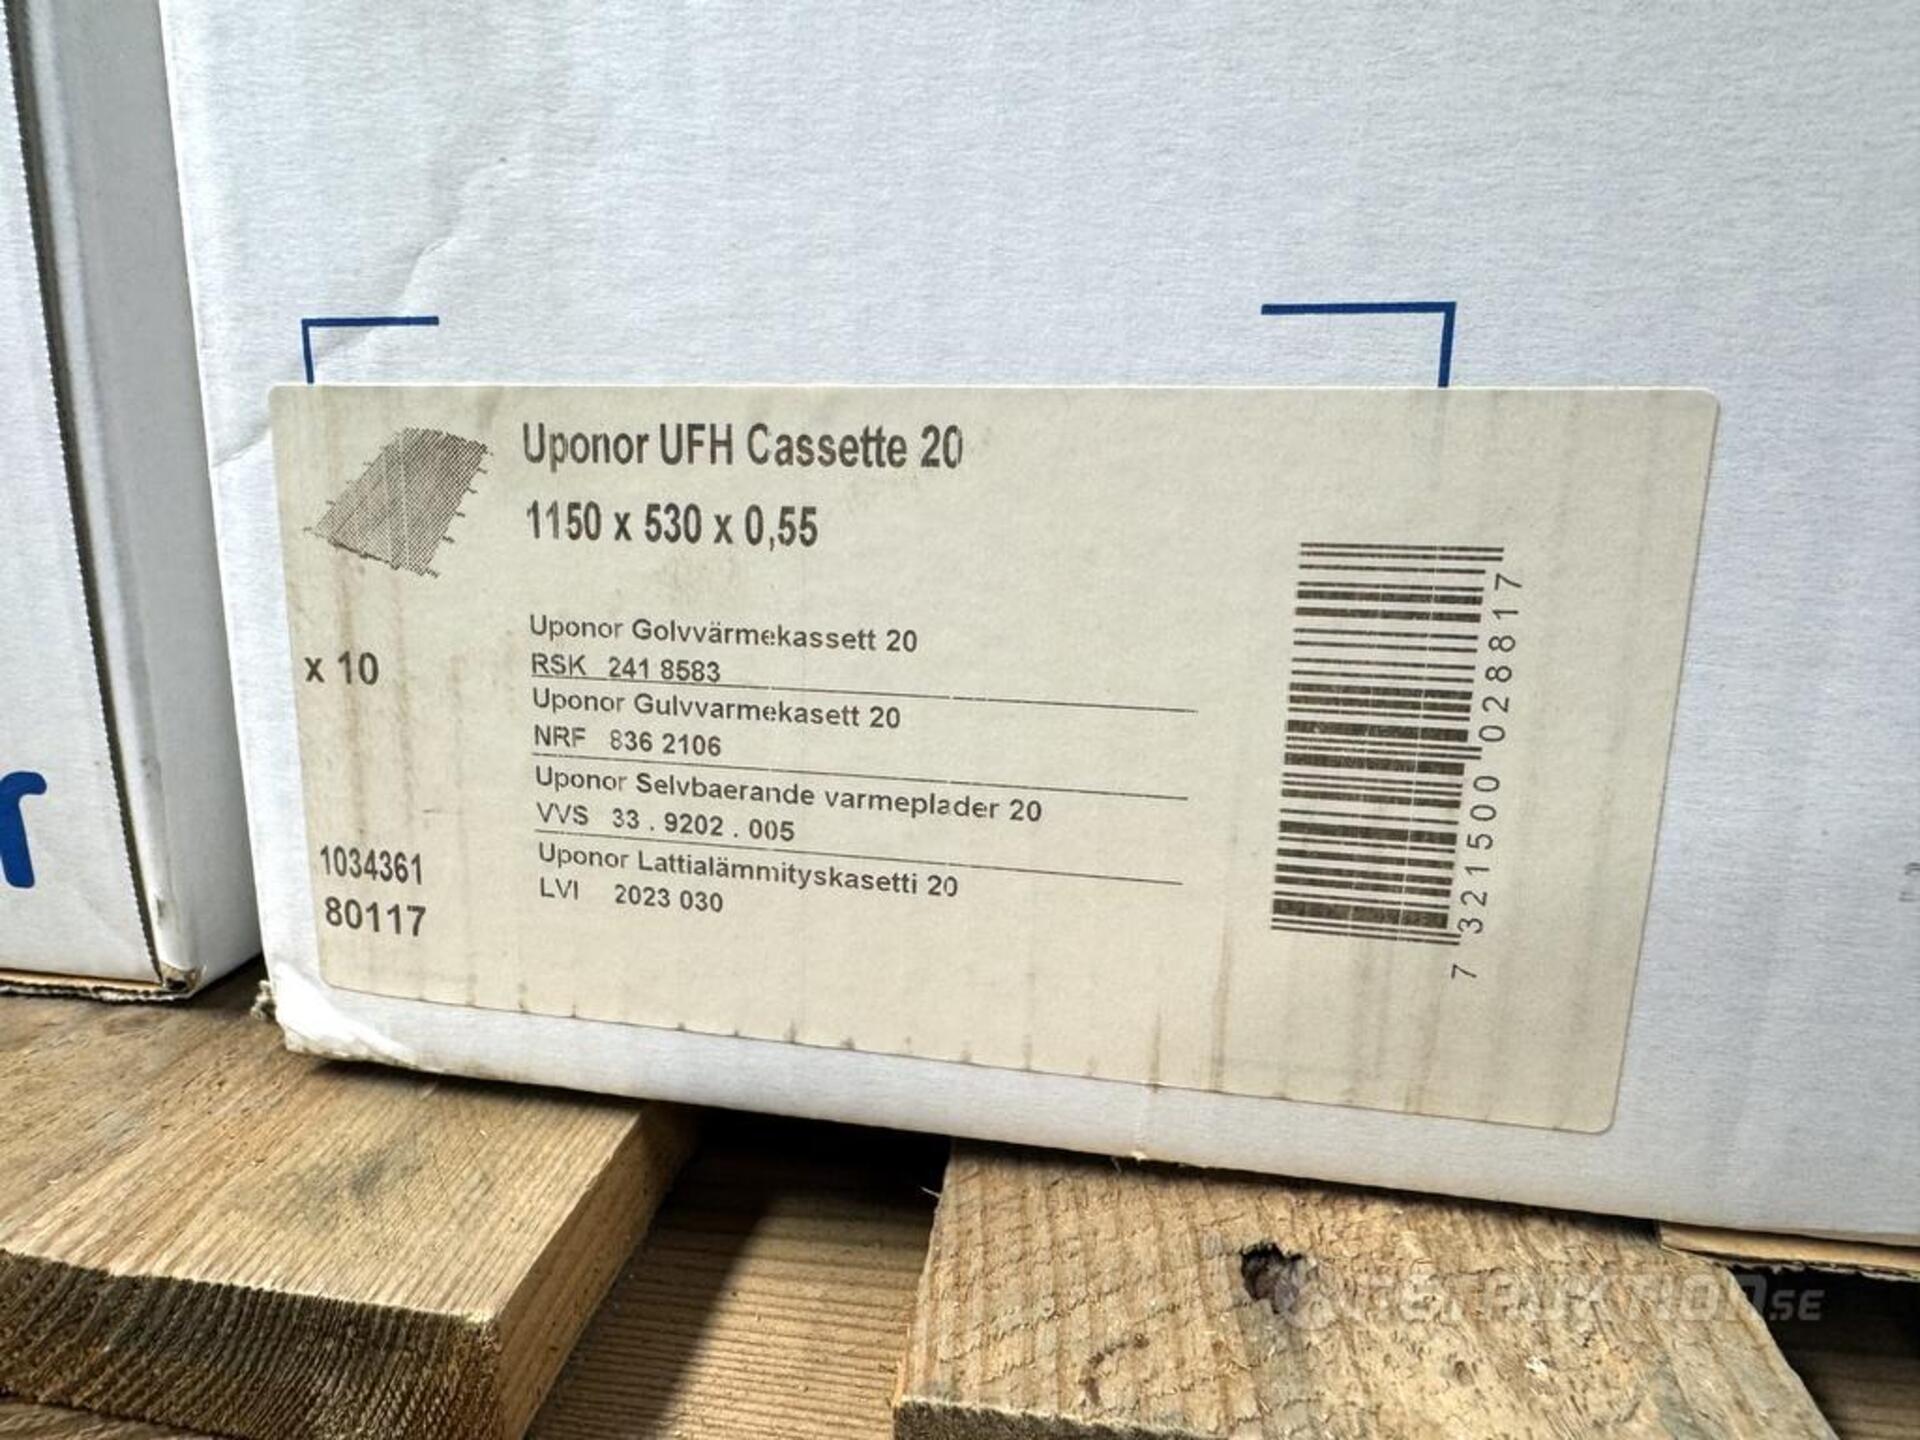 Uponor UFH Cassette 20
1150 x 530 x 0,55
Uponor Golvvärmekassett 20
RSK 241 8583
x 10
Uponor Gulvvarmekasett 20
NRF 836 2106
Uponor Selvbaerande varmeplader 20
VVS 33 . 9202 . 005
Uponor Lattialämmityskasetti 20
LVI 2023 030
1034361
80117
7 321500 028817
r